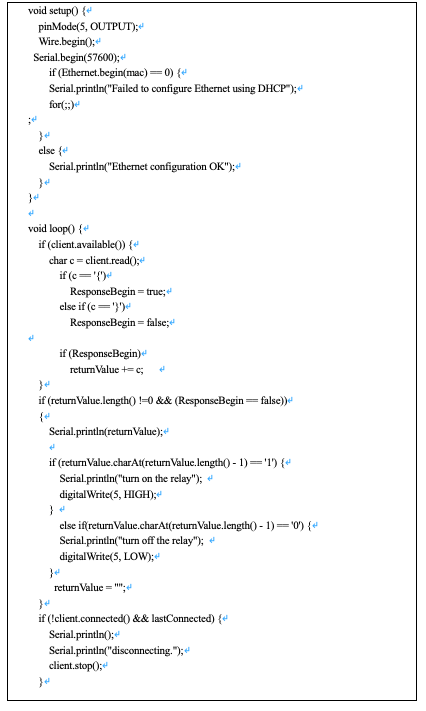 void setup() {
pinMode(5, OUTPUT);
Wire.begin();
Serial.begin(57600);
if (Ethernet.begin(mac) == 0) {
Serial.println("Failed to configure Ethernet using DHCP");
for(;;)
;
}
else {
Serial.println("Ethernet configuration OK");
}
}
void loop() {
if (client.available()) {
char c = client.read();
if (c == '{')
ResponseBegin = true;
else if (c == '}')
ResponseBegin = false;
if (ResponseBegin)
returnValue += c;
}
if (returnValue.length() !=0 && (ResponseBegin == false))
{
Serial.println(returnValue);
if (returnValue.charAt(returnValue.length() - 1) == '1') {
Serial.println("turn on the relay");
digitalWrite(5, HIGH);
}
else if(returnValue.charAt(returnValue.length() - 1) == '0') {
Serial.println("turn off the relay");
digitalWrite(5, LOW);
}
returnValue = "";
}
if (!client.connected() && lastConnected) {
Serial.println();
Serial.println("disconnecting.");
client.stop();
}